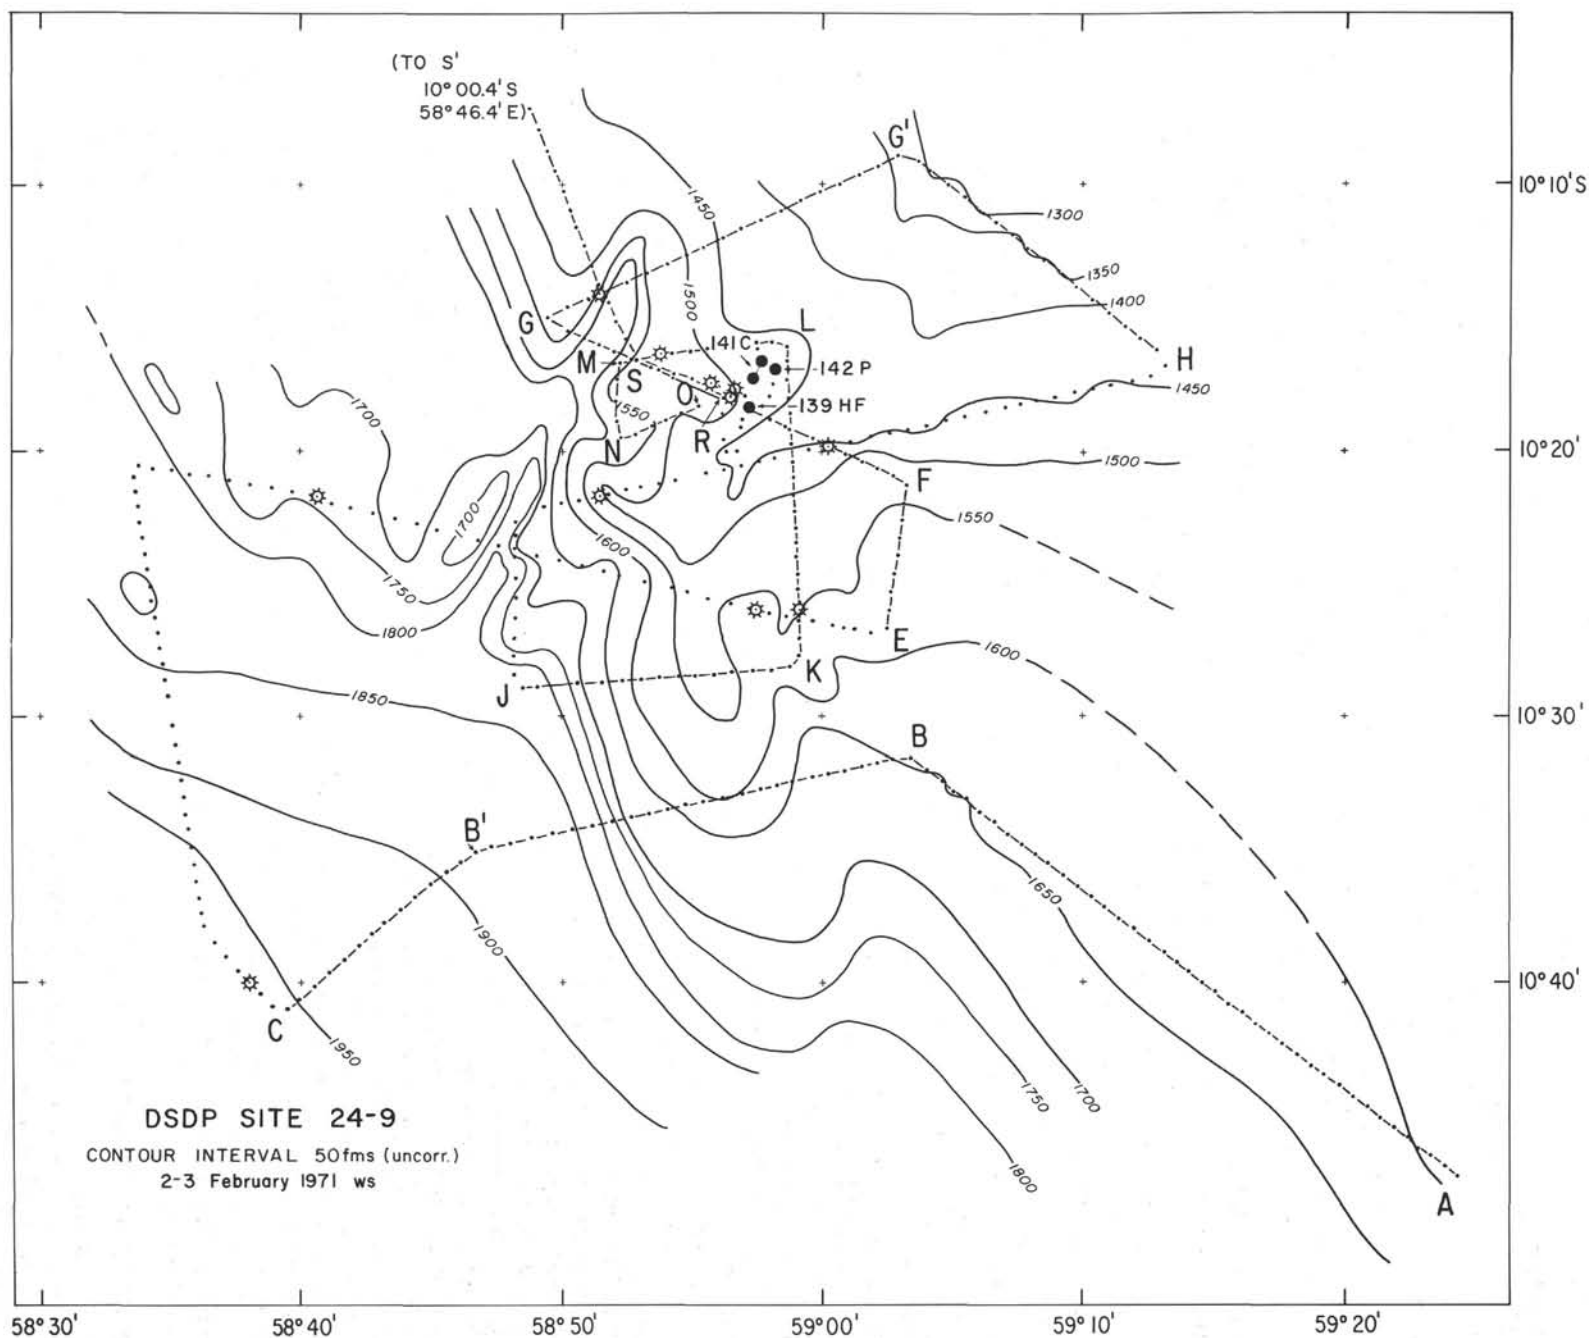 (TO S'
10° 00.4' S
58° 46.4' E)
G'
10° 10' S
1450
1300
1350
1400
G
1500
L
141C
H
M
142 P
1450
S
O
139 HF
1550
1700
N
R
10° 20'
1500
F
1700
1550
1600
1750
1800
E
1600
K
J
1850
10° 30'
B
B'
1650
1900
10° 40'
C
1950
1750
1700
DSDP SITE 24-9
CONTOUR INTERVAL 50 fms (uncorr.)
2-3 February 1971 ws
1800
A
58° 30' 58° 40' 58° 50' 59° 00' 59° 10' 59° 20'